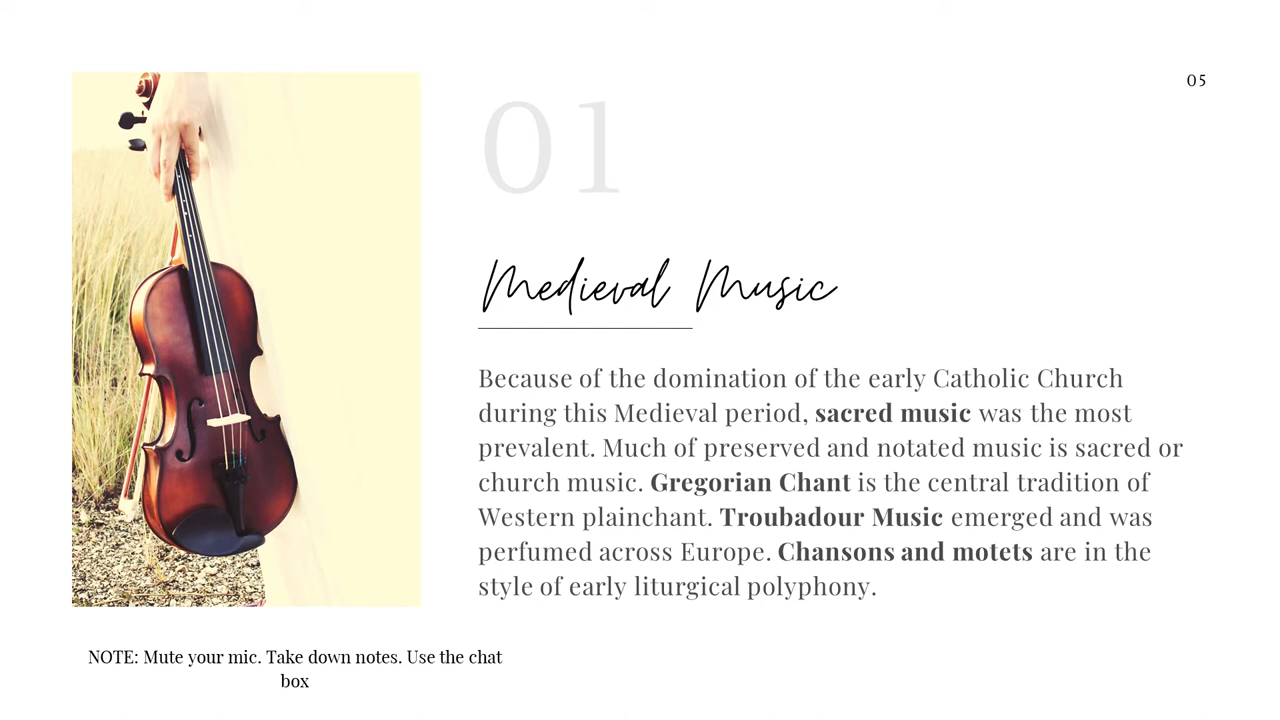 05
01
Medieval Music
Because of the domination of the early Catholic Church
during this Medieval period, sacred music was the most
prevalent. Much of preserved and notated music is sacred or
church music. Gregorian Chant is the central tradition of
Western plainchant. Troubadour Music emerged and was
perfumed across Europe. Chansons and motets are in the
style of early liturgical polyphony.
NOTE: Mute your mic. Take down notes. Use the chat
box